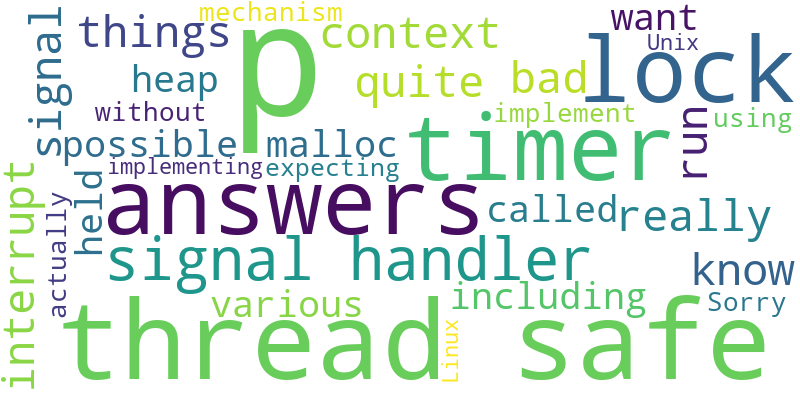 mechanism
want
things
p
context
Unix
lock
signal
heap
quite bad
without
implement
using
possible
malloc
timer
run
implementing
expecting
interrupt
held
answers
called
really
actually
signal handler
know
various
including
Sorry
thread safe
Linux